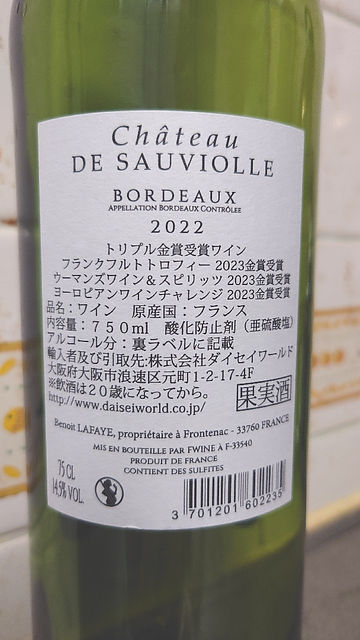 Château
DE SAUVIOLLE
BORDEAUX
APPELLATION BORDEAUX CONTRÔLÉE
2022
トリプル金賞受賞ワイン
フランクフルトトロフィー 2023金賞受賞
ウーマンズワイン&スピリッツ 2023金賞受賞
ヨーロピアンワインチャレンジ 2023金賞受賞
品名:ワイン 原産国:フランス
内容量:750ml 酸化防止剤(亜硫酸塩)
アルコール分:裏ラベルに記載
輸入者及び引取先:株式会社ダイセイワールド
大阪府大阪市浪速区元町1-2-17-4F
※飲酒は20歳になってから。
http://www.daiseiworld.co.jp/
果実酒
Benoit LAFAYE, propriétaire à Frontenac - 33760 FRANCE
MIS EN BOUTEILLE PAR FWINE À F-33540
PRODUIT DE FRANCE
CONTIENT DES SULFITES
75 CL
14.5% VOL.
3 701201 602235